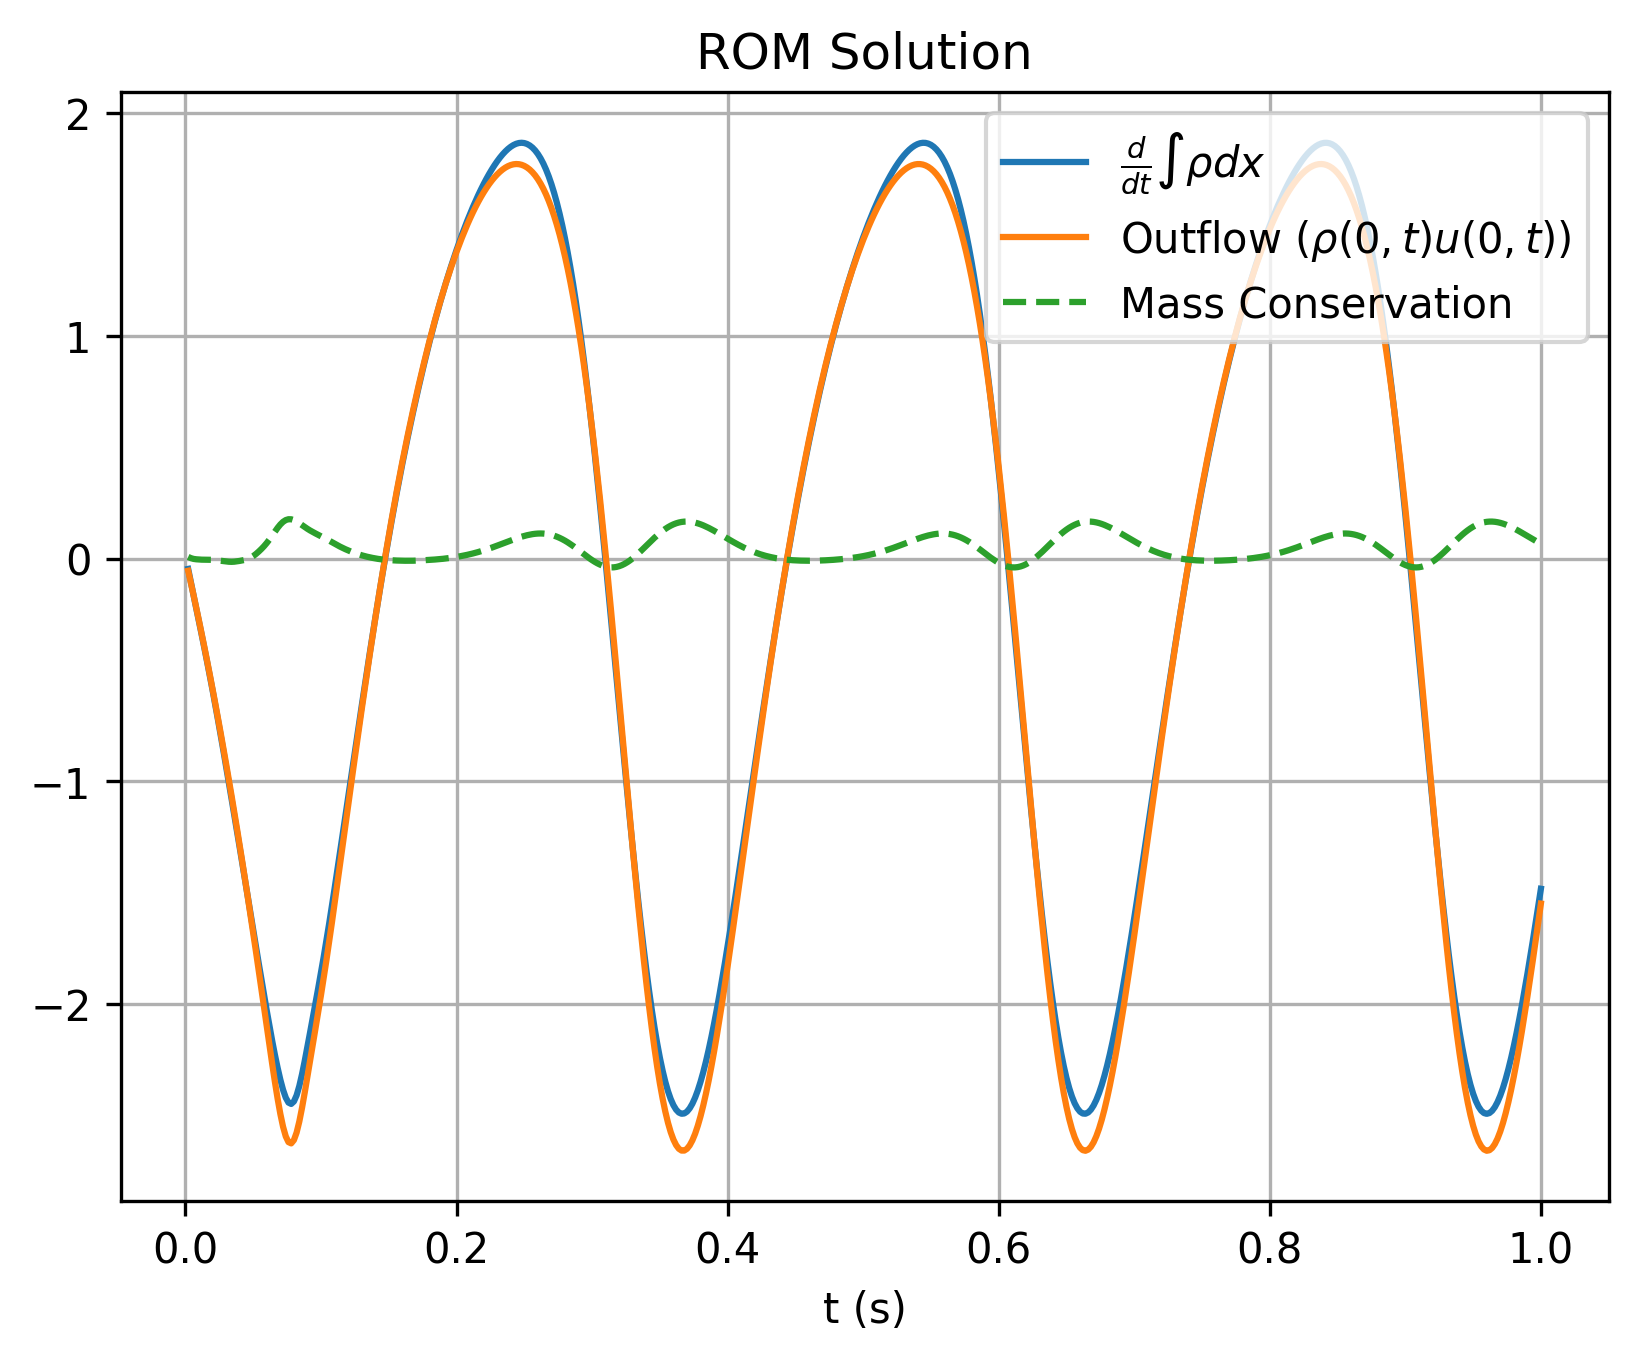 ROM Solution
2
1
0
−1
−2
d/dt ∫ρdx
Outflow (ρ(0, t)u(0, t))
Mass Conservation
0.0 0.2 0.4 0.6 0.8 1.0
t (s)